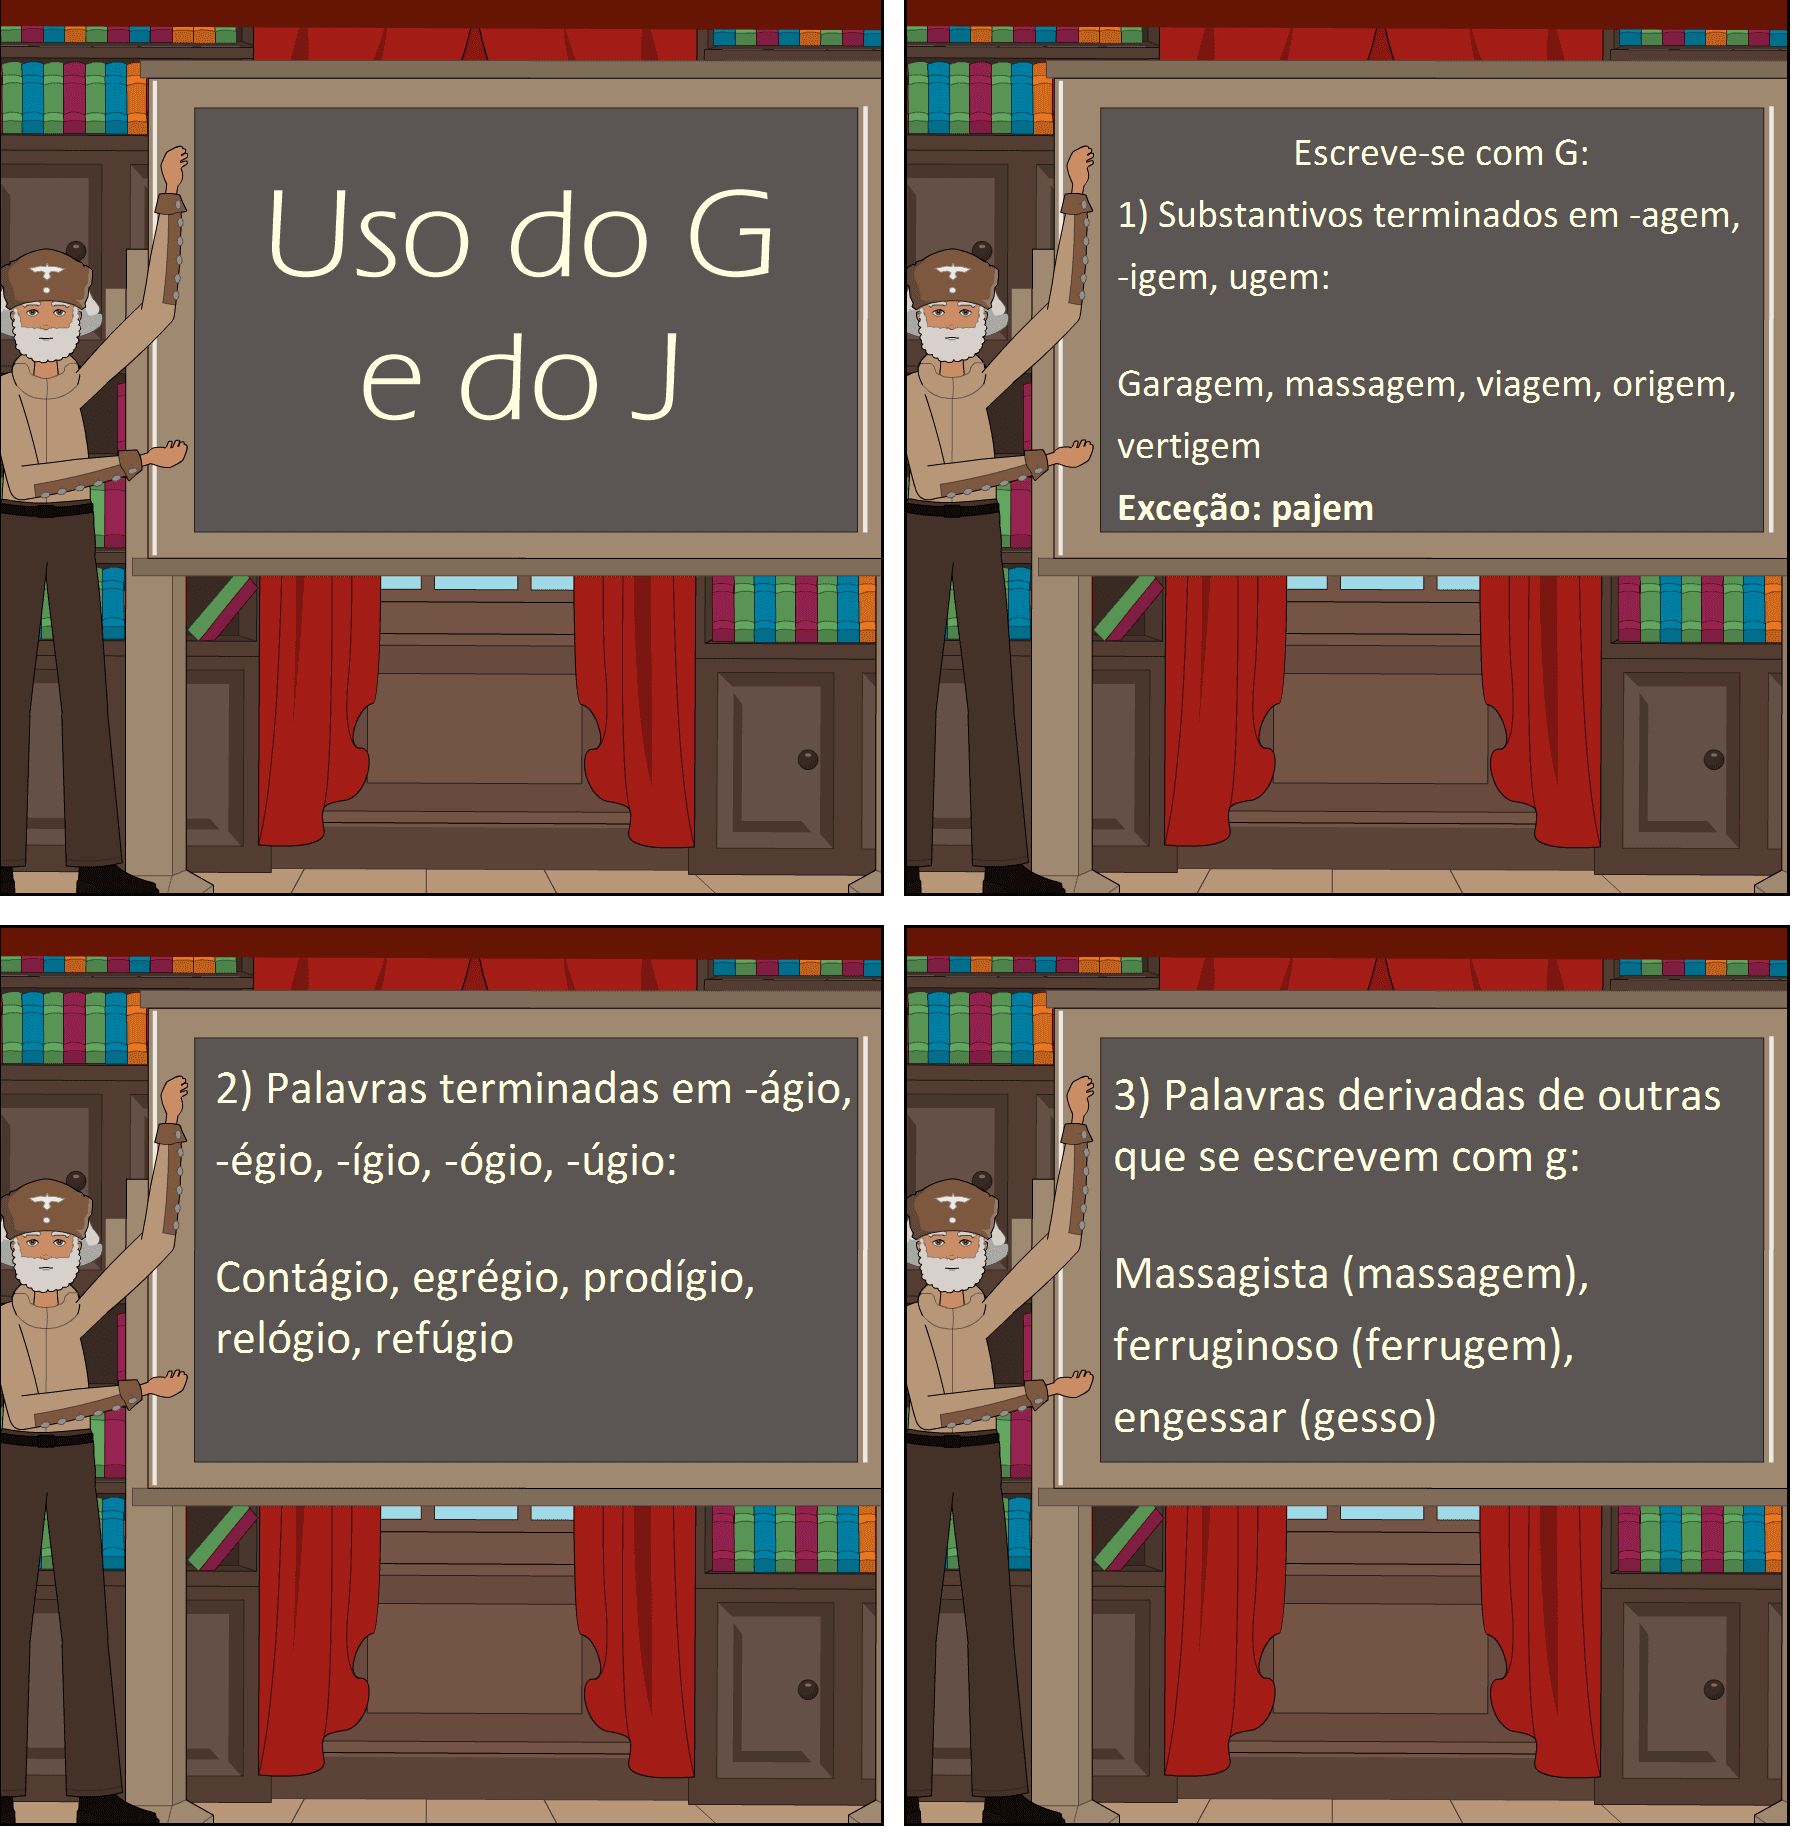 Uso do G
e do J
Escreve-se com G:
1) Substantivos terminados em -agem,
-igem, ugem:
Garagem, massagem, viagem, origem,
vertigem
Exceção: pajem
2) Palavras terminadas em -ágio,
-égio, -ígio, -ógio, -úgio:
Contágio, egrégio, prodígio,
relógio, refúgio
3) Palavras derivadas de outras
que se escrevem com g:
Massagista (massagem),
ferruginoso (ferrugem),
engessar (gesso)